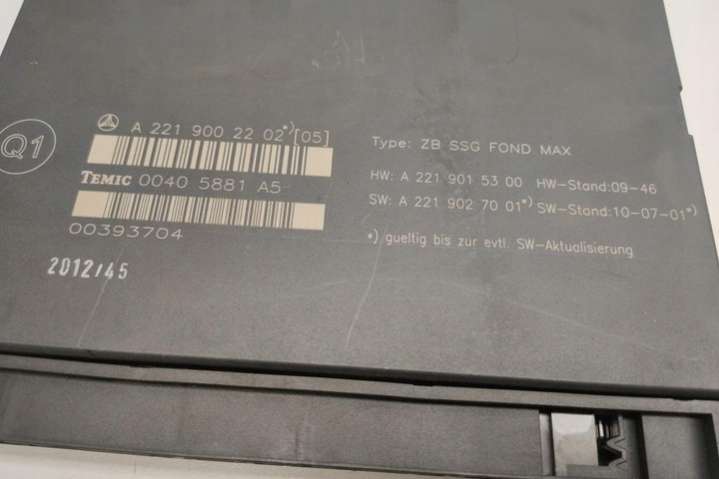 Q1
A 221 900 22 02*)[05]
TEMIC 0040 5881 A5
00393704
2012/45
Type: ZB SSG FOND MAX
HW: A 221 901 53 00 HW-Stand:09-46
SW: A 221 902 70 01*) SW-Stand:10-07-01*)
*) gueltig bis zur evtl. SW-Aktualisierung